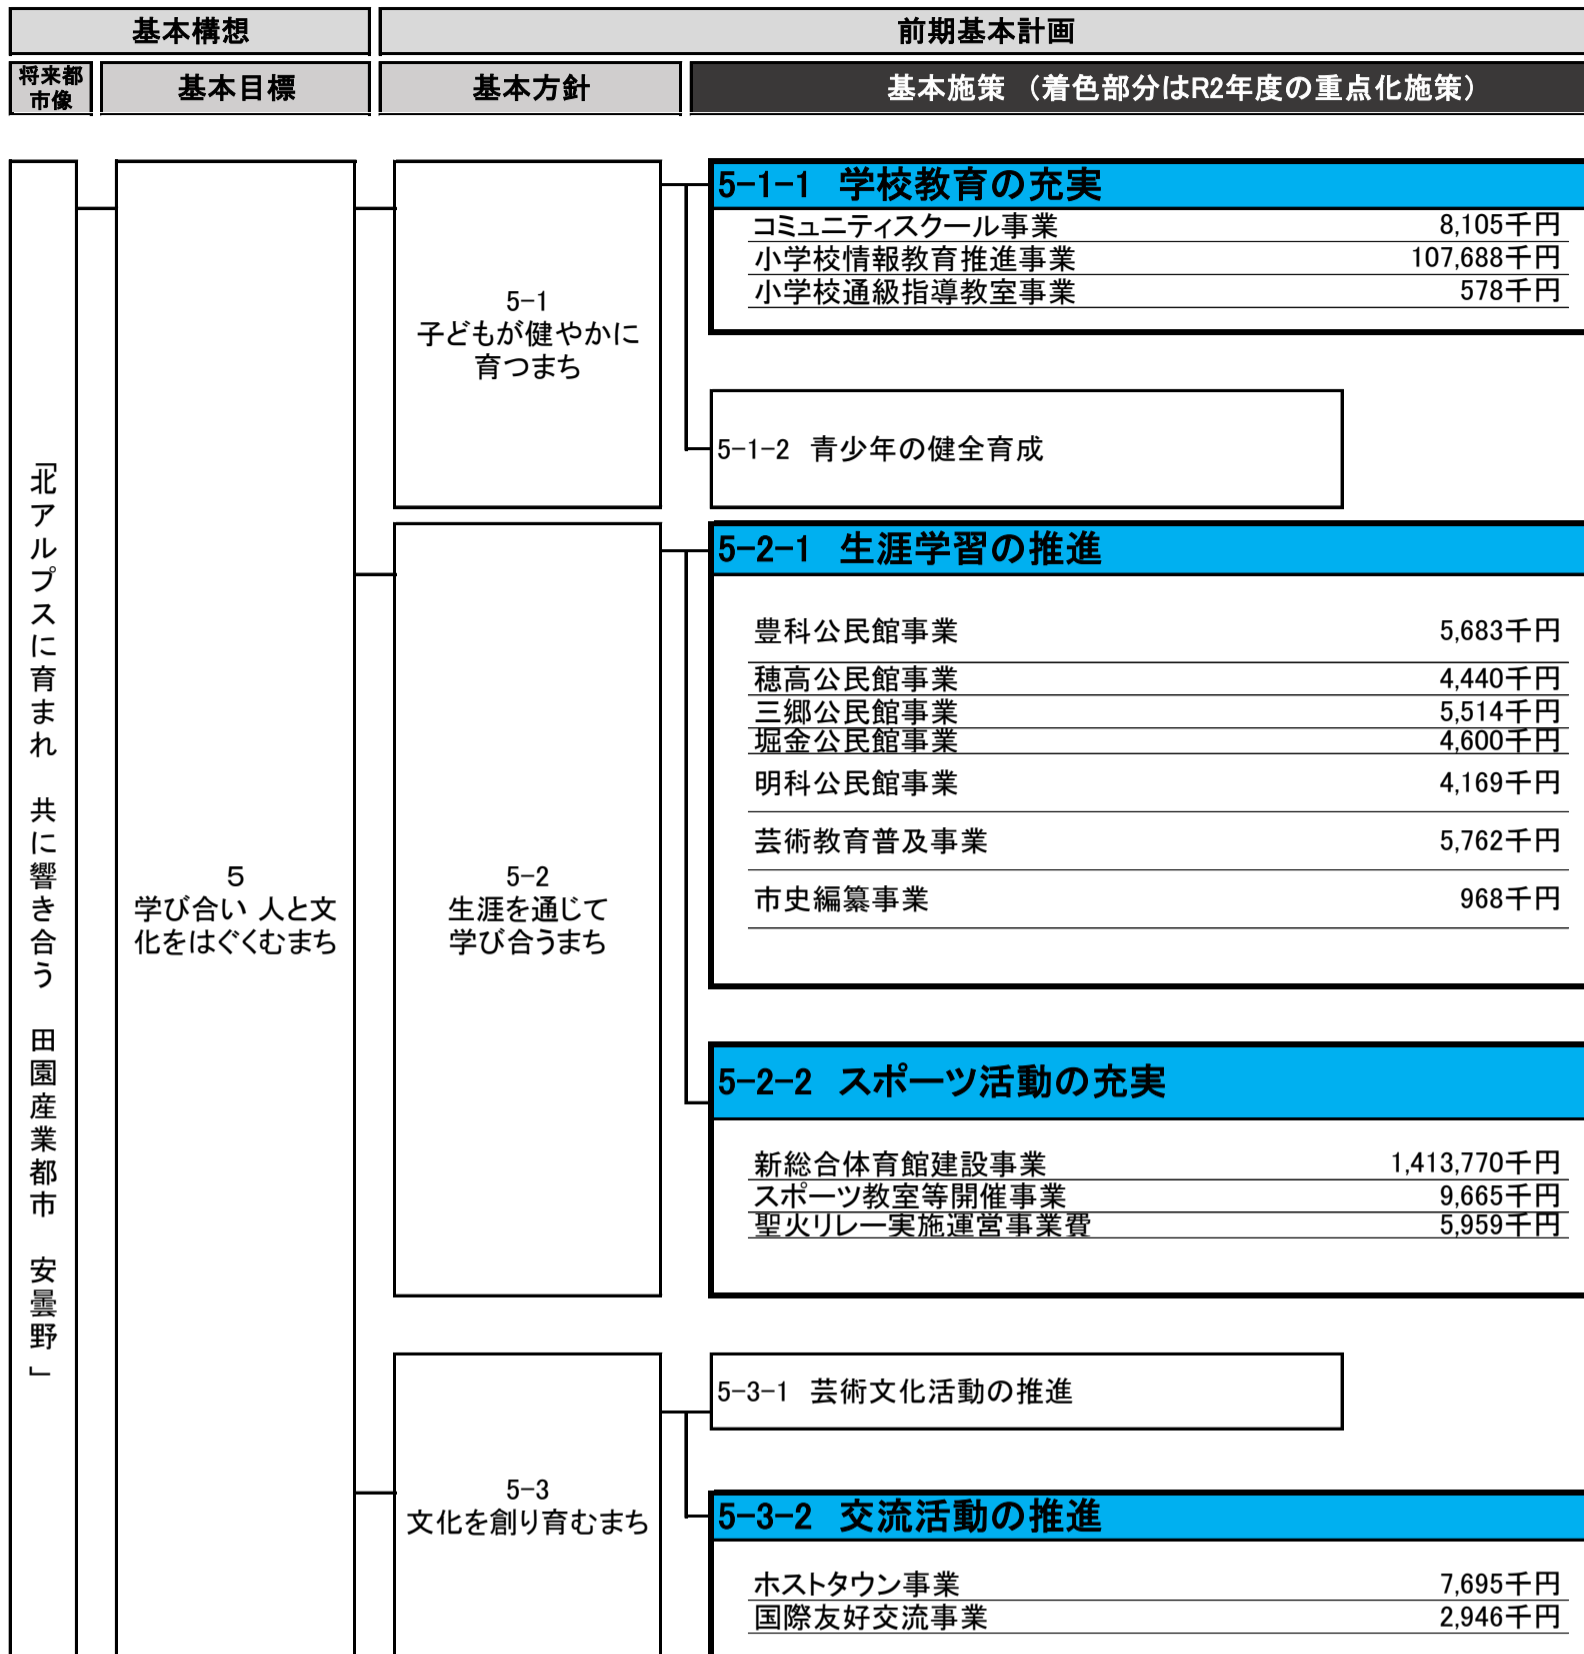 基本構想
前期基本計画
将来都
市像
基本目標
基本方針
基本施策 （着色部分はR2年度の重点化施策）
「北アルプスに育まれ　共に響き合う　田園産業都市　安曇野」
5
学び合い 人と文
化をはぐくむまち
5-1
子どもが健やかに
育つまち
5-1-1 学校教育の充実
コミュニティスクール事業 8,105千円
小学校情報教育推進事業 107,688千円
小学校通級指導教室事業 578千円
5-1-2 青少年の健全育成
5-2
生涯を通じて
学び合うまち
5-2-1 生涯学習の推進
豊科公民館事業 5,683千円
穂高公民館事業 4,440千円
三郷公民館事業 5,514千円
堀金公民館事業 4,600千円
明科公民館事業 4,169千円
芸術教育普及事業 5,762千円
市史編纂事業 968千円
5-2-2 スポーツ活動の充実
新総合体育館建設事業 1,413,770千円
スポーツ教室等開催事業 9,665千円
聖火リレー実施運営事業費 5,959千円
5-3
文化を創り育むまち
5-3-1 芸術文化活動の推進
5-3-2 交流活動の推進
ホストタウン事業 7,695千円
国際友好交流事業 2,946千円